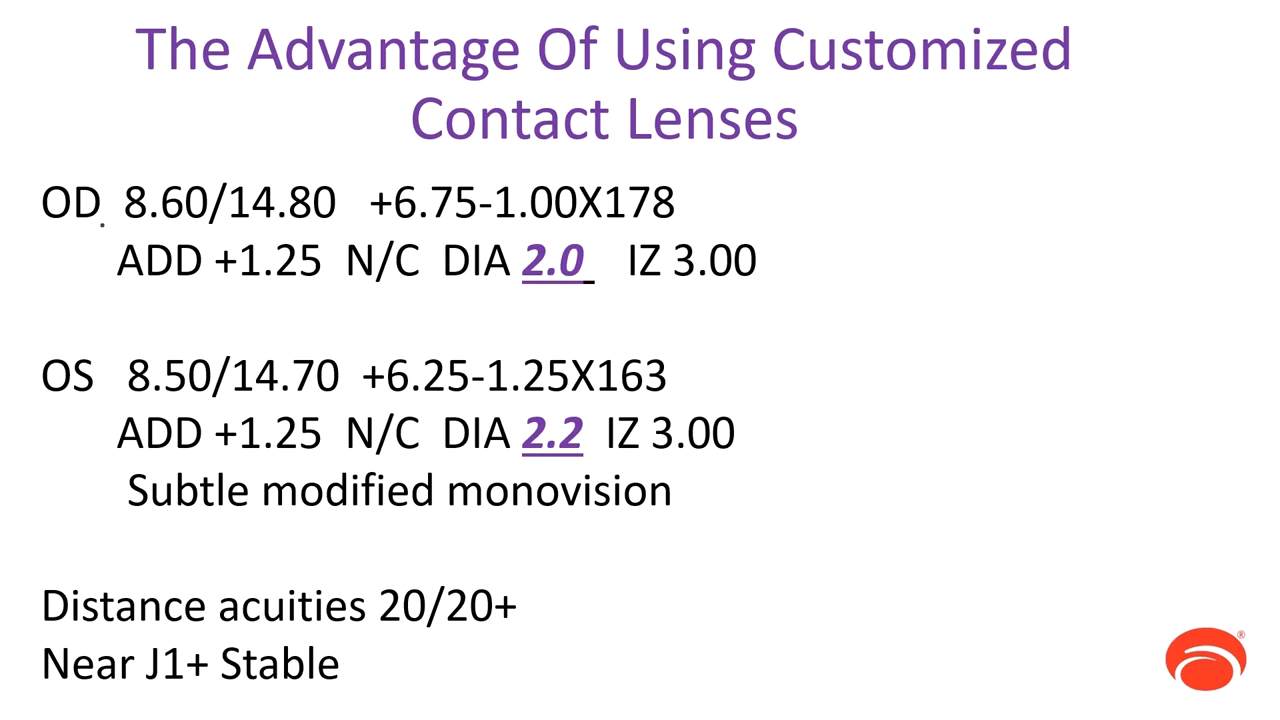 The Advantage Of Using Customized
Contact Lenses
OD. 8.60/14.80 +6.75-1.00X178
ADD +1.25 N/C DIA 2.0 IZ 3.00
OS 8.50/14.70 +6.25-1.25X163
ADD +1.25 N/C DIA 2.2 IZ 3.00
Subtle modified monovision
Distance acuities 20/20+
Near J1+ Stable
®